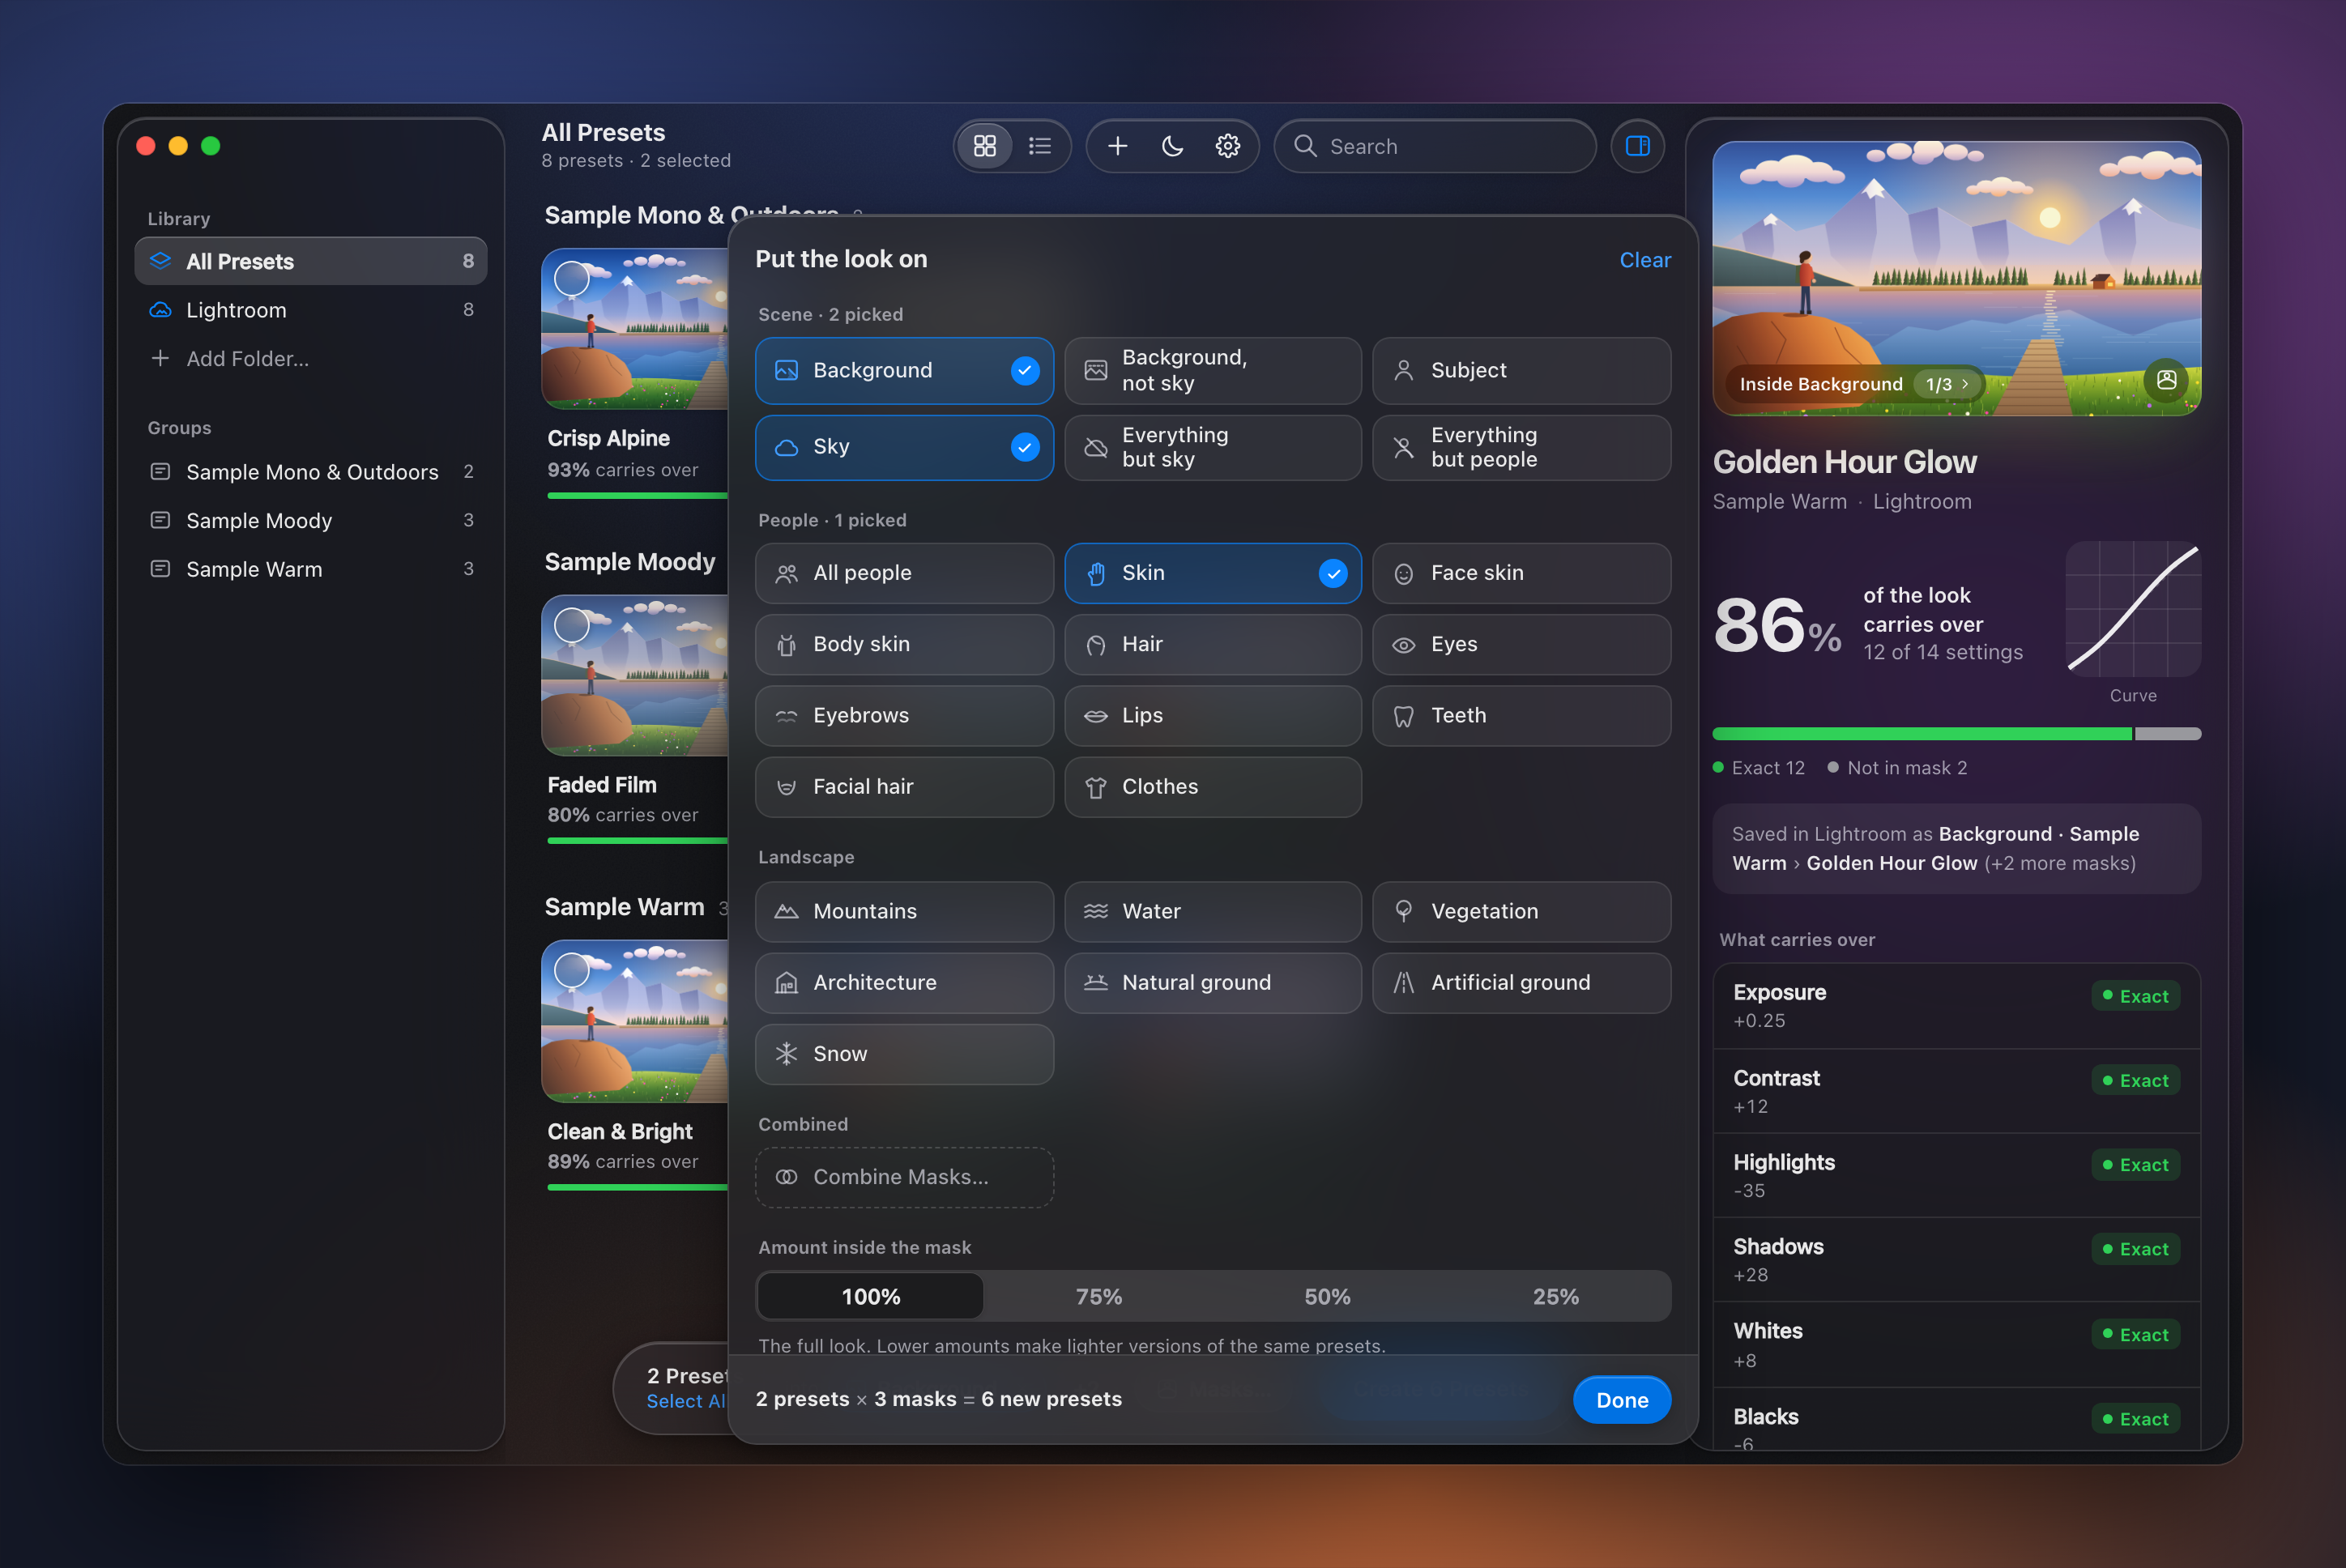 Library
All Presets 8
Lightroom 8
Add Folder...
Groups
Sample Mono & Outdoors 2
Sample Moody 3
Sample Warm 3
All Presets
8 presets · 2 selected
Search
Sample Mono & Outdoors
Crisp Alpine
93% carries over
Sample Moody
Faded Film
80% carries over
Sample Warm 3
Clean & Bright
89% carries over
2 Preset
Select Al
Put the look on
Clear
Scene · 2 picked
Background
Background,
not sky
Subject
Sky
Everything
but sky
Everything
but people
People · 1 picked
All people
Skin
Face skin
Body skin
Hair
Eyes
Eyebrows
Lips
Teeth
Facial hair
Clothes
Landscape
Mountains
Water
Vegetation
Architecture
Natural ground
Artificial ground
Snow
Combined
Combine Masks...
Amount inside the mask
100% 75% 50% 25%
The full look. Lower amounts make lighter versions of the same presets.
2 presets × 3 masks = 6 new presets
Done
Inside Background 1/3 ›
Golden Hour Glow
Sample Warm · Lightroom
86%
of the look
carries over
12 of 14 settings
Curve
Exact 12 Not in mask 2
Saved in Lightroom as Background · Sample
Warm › Golden Hour Glow (+2 more masks)
What carries over
Exposure Exact
+0.25
Contrast Exact
+12
Highlights Exact
-35
Shadows Exact
+28
Whites Exact
+8
Blacks Exact
-6